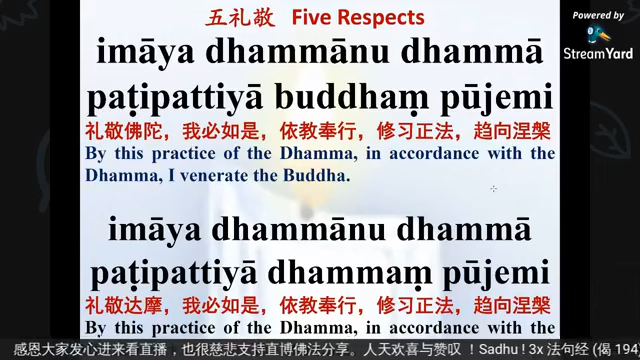 五礼敬 Five Respects
Powered by
StreamYard
imāya dhammānu dhammā
paṭipattiyā buddhaṃ pūjemi
礼敬佛陀，我必如是，依教奉行，修习正法，趋向涅槃
By this practice of the Dhamma, in accordance with the
Dhamma, I venerate the Buddha.
imāya dhammānu dhammā
paṭipattiyā dhammaṃ pūjemi
礼敬达摩，我必如是，依教奉行，修习正法，趋向涅槃
By this practice of the Dhamma, in accordance with the
感恩大家发心进来看直播，也很慈悲支持直博佛法分享。人天欢喜与赞叹 ！Sadhu ! 3x 法句经 (偈 194